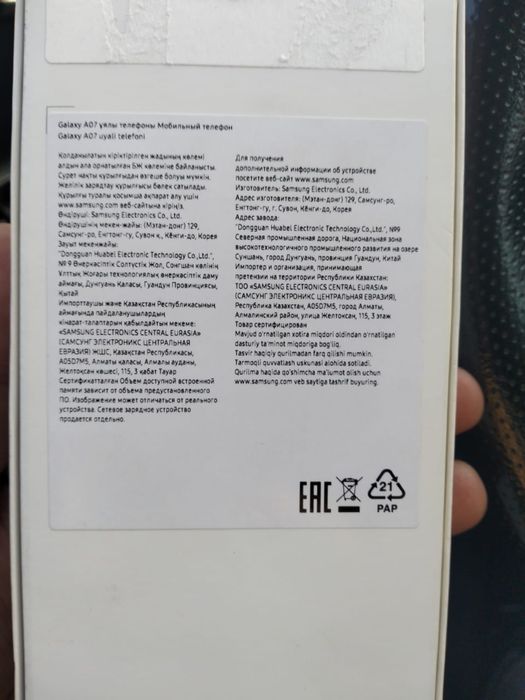 Galaxy A07 ұялы телефоны Мобильный телефон
Galaxy A07 uyali telefoni
Қолданылатын кіріктірілген жадының көлемі
алдын ала орнатылған БЖ көлеміне байланысты.
Сурет нақты құрылғыдан өзгеше болуы мүмкін.
Желілік зарядтау құрылғысы бөлек сатылады.
Құрылғы туралы қосымша ақпарат алу үшін
www.samsung.com веб-сайтына кіріңіз.
Өндіруші: Samsung Electronics Co., Ltd.
Өндірушінің мекен-жайы: (Мэтан-донг) 129,
Самсунг-ро, Енгтонг-гу, Сувон қ., Кёнги-до, Корея
Зауыт мекенжайы:
"Dongguan Huabel Electronic Technology Co.,Ltd.",
№ 9 Өнеркәсіптік Солтүстік Жол, Сонгшан көлінің
Ұлттық Жоғары технологиялық өнеркәсіптік даму
аймағы, Дунгуань Қаласы, Гуандун Провинциясы,
Қытай
Импорттаушы және Қазақстан Республикасының
аймағында пайдаланушылардың
кінарат-талаптарын қабылдайтын мекеме:
«SAMSUNG ELECTRONICS CENTRAL EURASIA»
(САМСУНГ ЭЛЕКТРОНИКС ЦЕНТРАЛЬНАЯ
ЕВРАЗИЯ) ЖШС, Қазақстан Республикасы,
A05D7M5, Алматы қаласы, Алмалы ауданы,
Желтоқсан көшесі, 115, 3 қабат Тауар
Сертификатталған Объем доступной встроенной
памяти зависит от объема предустановленного
ПО. Изображение может отличаться от реального
устройства. Сетевое зарядное устройство
продается отдельно.
Для получения
дополнительной информации об устройстве
посетите веб-сайт www.samsung.com
Изготовитель: Samsung Electronics Co., Ltd.
Адрес изготовителя: (Мэтан-донг) 129, Самсунг-ро,
Енгтонг-гу, г. Сувон, Кёнги-до, Корея
Адрес завода:
"Dongguan Huabel Electronic Technology Co.,Ltd.", №9
Северная промышленная дорога, Национальная зона
высокотехнологичного промышленного развития на озере
Суншань, город Дунгуань, провинция Гуандун, Китай
Импортер и организация, принимающая
претензии на территории Республики Казахстан:
ТОО «SAMSUNG ELECTRONICS CENTRAL EURASIA»
(САМСУНГ ЭЛЕКТРОНИКС ЦЕНТРАЛЬНАЯ ЕВРАЗИЯ),
Республика Казахстан, A05D7M5, город Алматы,
Алмалинский район, улица Желтоксан, 115, 3 этаж
Товар сертифицирован
Mavjud o'rnatilgan xotira miqdori oldindan o'rnatilgan
dasturiy ta'minot miqdoriga bog'liq.
Tasvir haqiqiy qurilmadan farq qilishi mumkin.
Tarmoqli quvvatlash uskunasi alohida sotiladi.
Qurilma haqida qo'shimcha ma'lumot olish uchun
www.samsung.com veb saytiga tashrif buyuring.
EAC
21
PAP